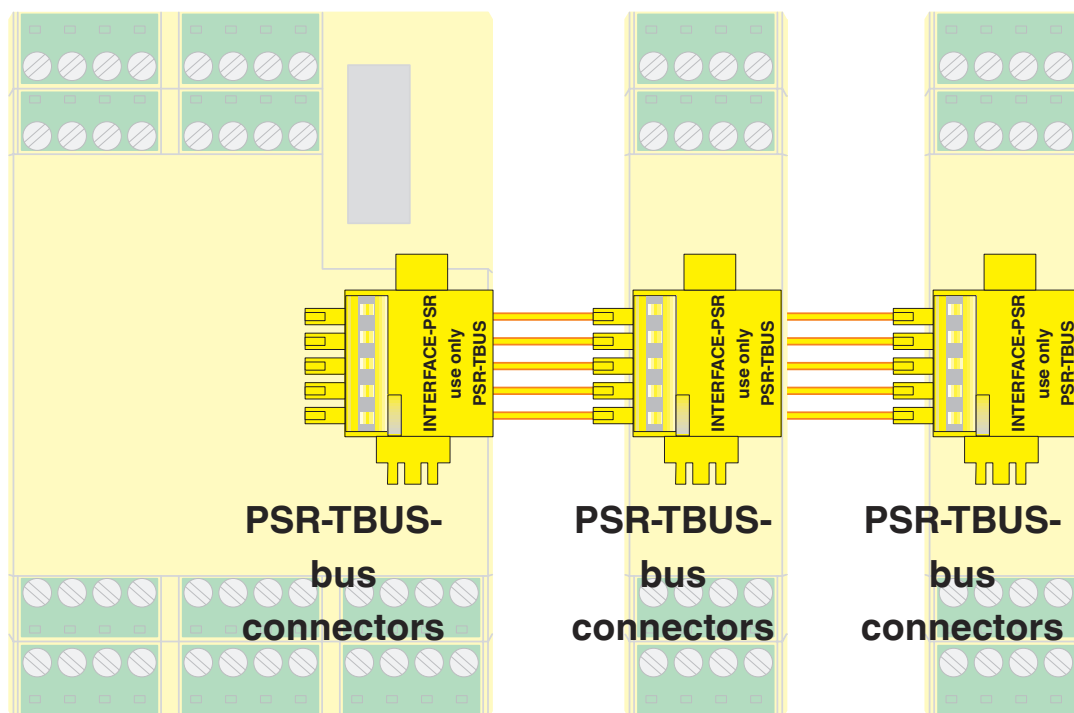 INTERFACE-PSR
use only
PSR-TBUS
INTERFACE-PSR
use only
PSR-TBUS
INTERFACE-PSR
use only
PSR-TBUS
PSR-TBUS-
bus
connectors
PSR-TBUS-
bus
connectors
PSR-TBUS-
bus
connectors